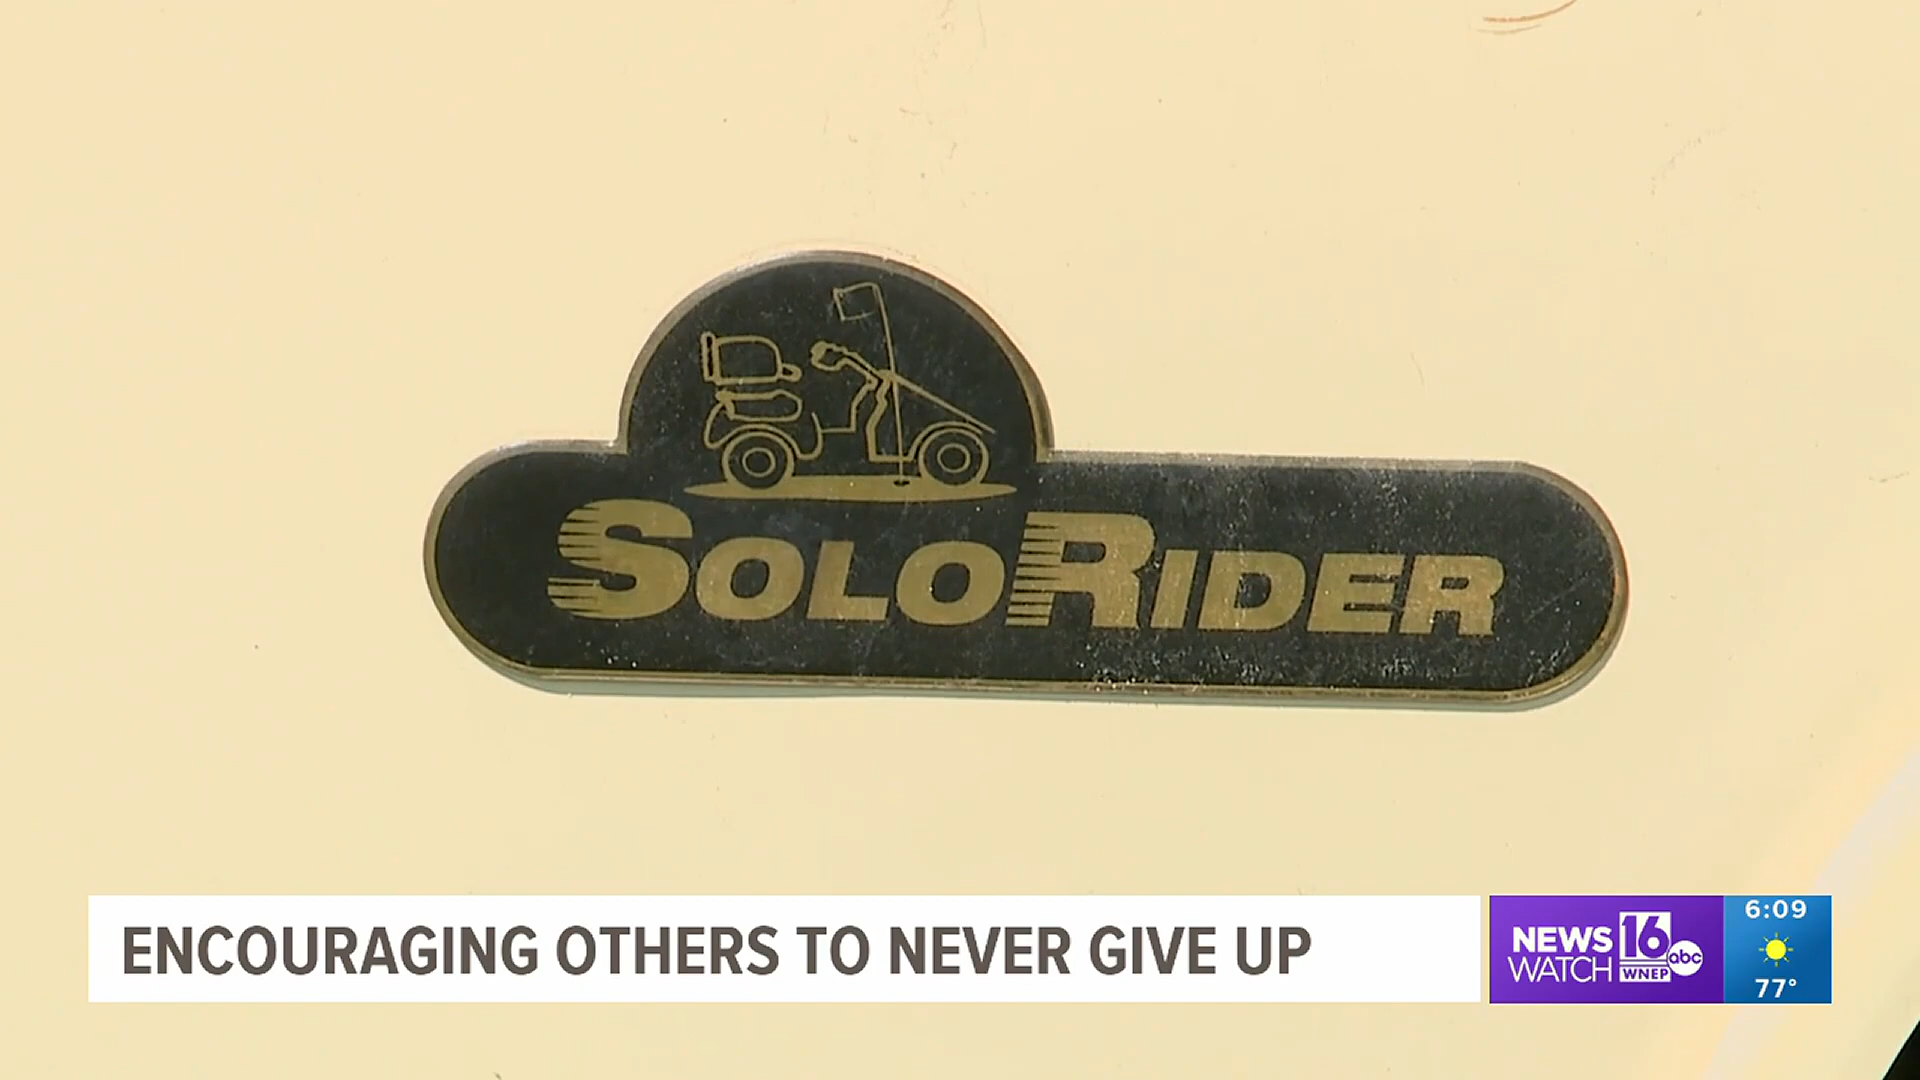 SOLORIDER
ENCOURAGING OTHERS TO NEVER GIVE UP
NEWS
WATCH
16
WNEP
abc
6:09
77°